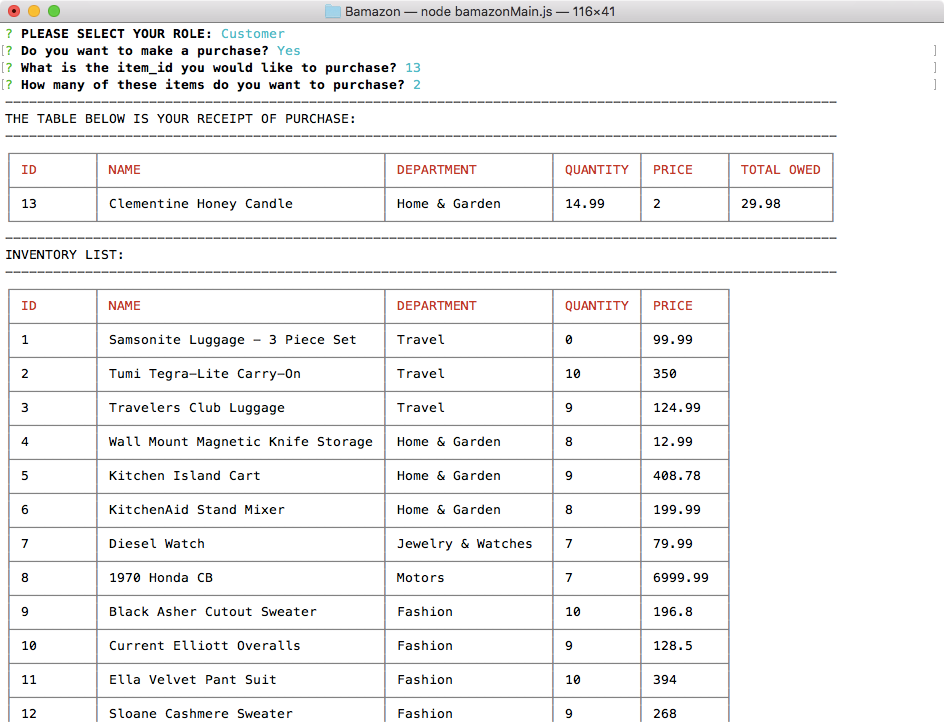 Bamazon — node bamazonMain.js — 116×41
? PLEASE SELECT YOUR ROLE: Customer
[? Do you want to make a purchase? Yes ]
[? What is the item_id you would like to purchase? 13 ]
[? How many of these items do you want to purchase? 2 ]
THE TABLE BELOW IS YOUR RECEIPT OF PURCHASE:
ID NAME DEPARTMENT QUANTITY PRICE TOTAL OWED
13 Clementine Honey Candle Home & Garden 14.99 2 29.98
INVENTORY LIST:
ID NAME DEPARTMENT QUANTITY PRICE
1 Samsonite Luggage – 3 Piece Set Travel 0 99.99
2 Tumi Tegra–Lite Carry–On Travel 10 350
3 Travelers Club Luggage Travel 9 124.99
4 Wall Mount Magnetic Knife Storage Home & Garden 8 12.99
5 Kitchen Island Cart Home & Garden 9 408.78
6 KitchenAid Stand Mixer Home & Garden 8 199.99
7 Diesel Watch Jewelry & Watches 7 79.99
8 1970 Honda CB Motors 7 6999.99
9 Black Asher Cutout Sweater Fashion 10 196.8
10 Current Elliott Overalls Fashion 9 128.5
11 Ella Velvet Pant Suit Fashion 10 394
12 Sloane Cashmere Sweater Fashion 9 268